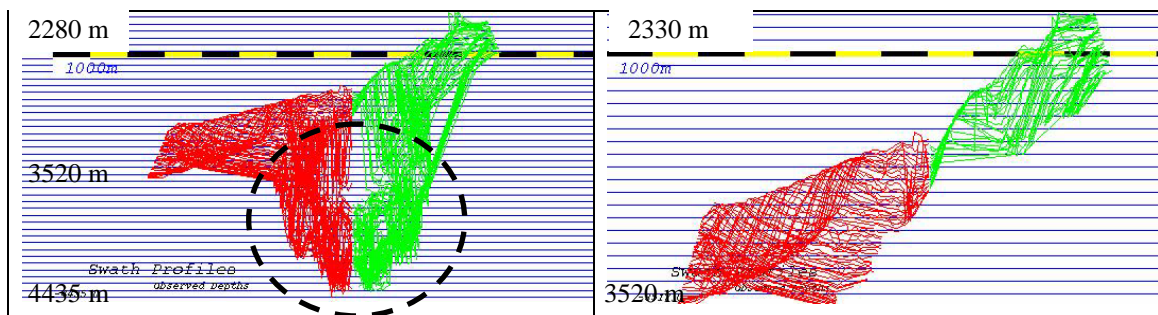 2280 m
1000m
3520 m
Swath Profiles
observed Depths
4435 m
2330 m
1000m
3520 m